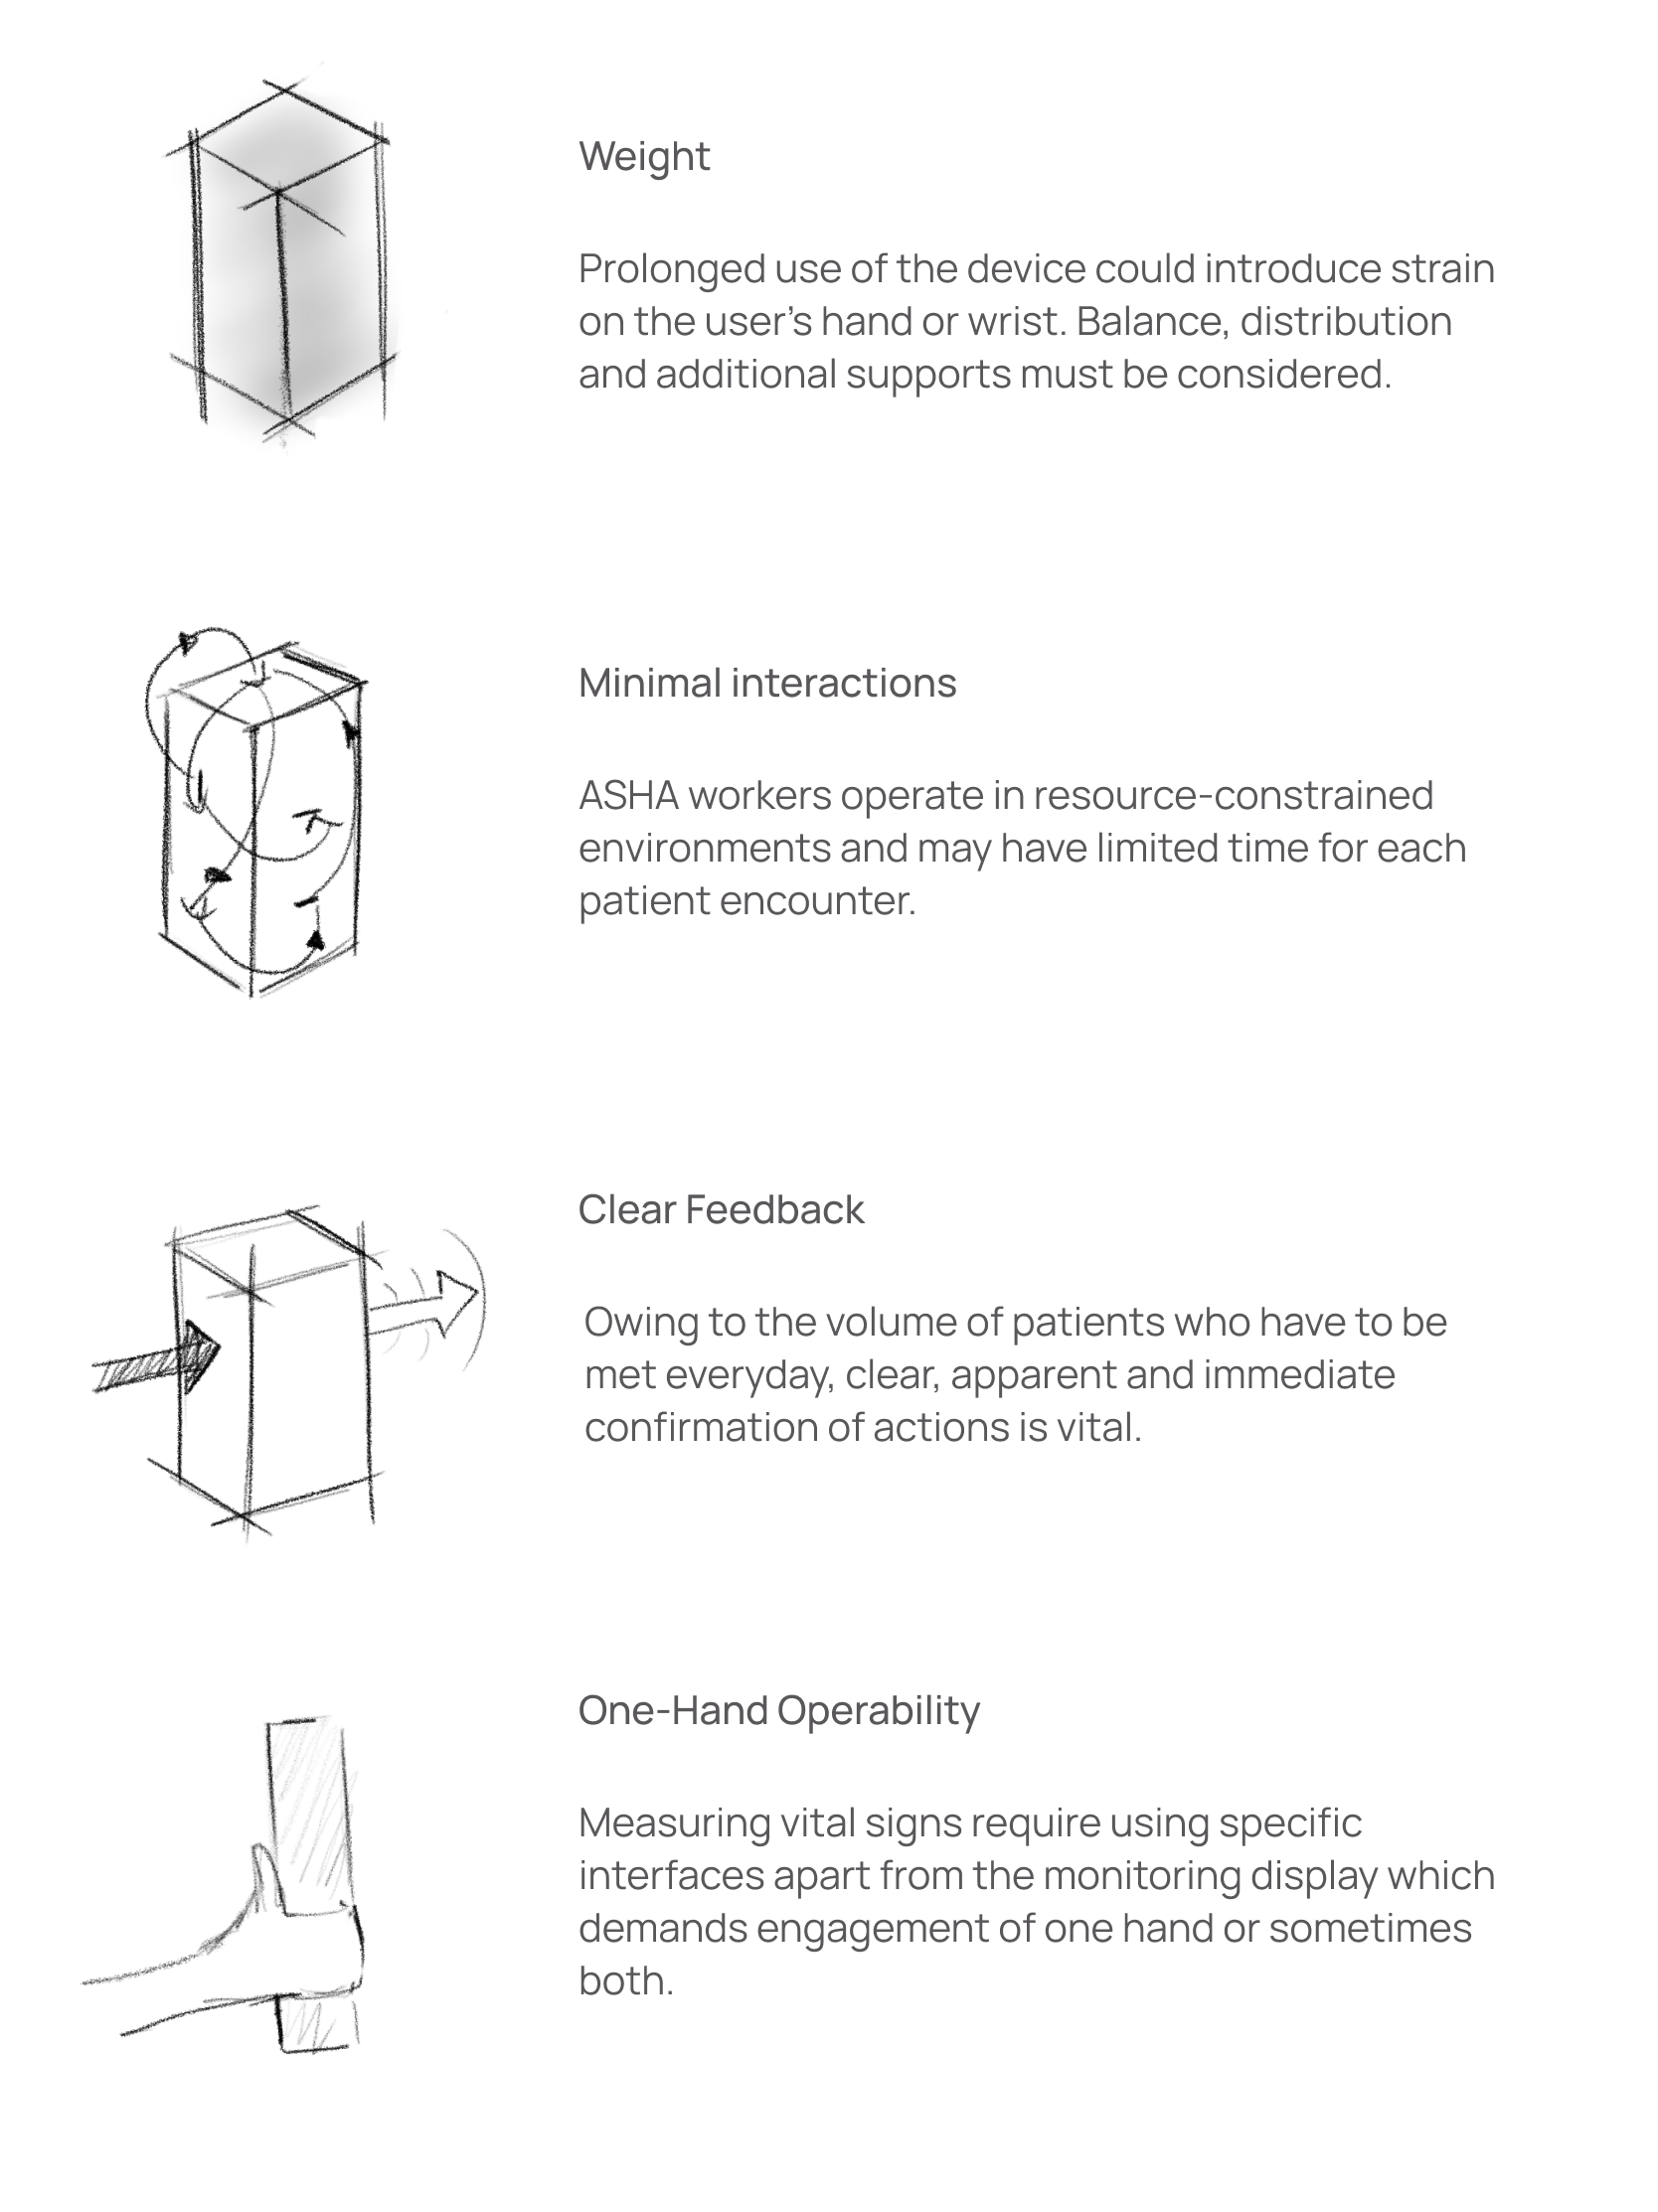 Weight
Prolonged use of the device could introduce strain
on the user’s hand or wrist. Balance, distribution
and additional supports must be considered.
Minimal interactions
ASHA workers operate in resource-constrained
environments and may have limited time for each
patient encounter.
Clear Feedback
Owing to the volume of patients who have to be
met everyday, clear, apparent and immediate
confirmation of actions is vital.
One-Hand Operability
Measuring vital signs require using specific
interfaces apart from the monitoring display which
demands engagement of one hand or sometimes
both.